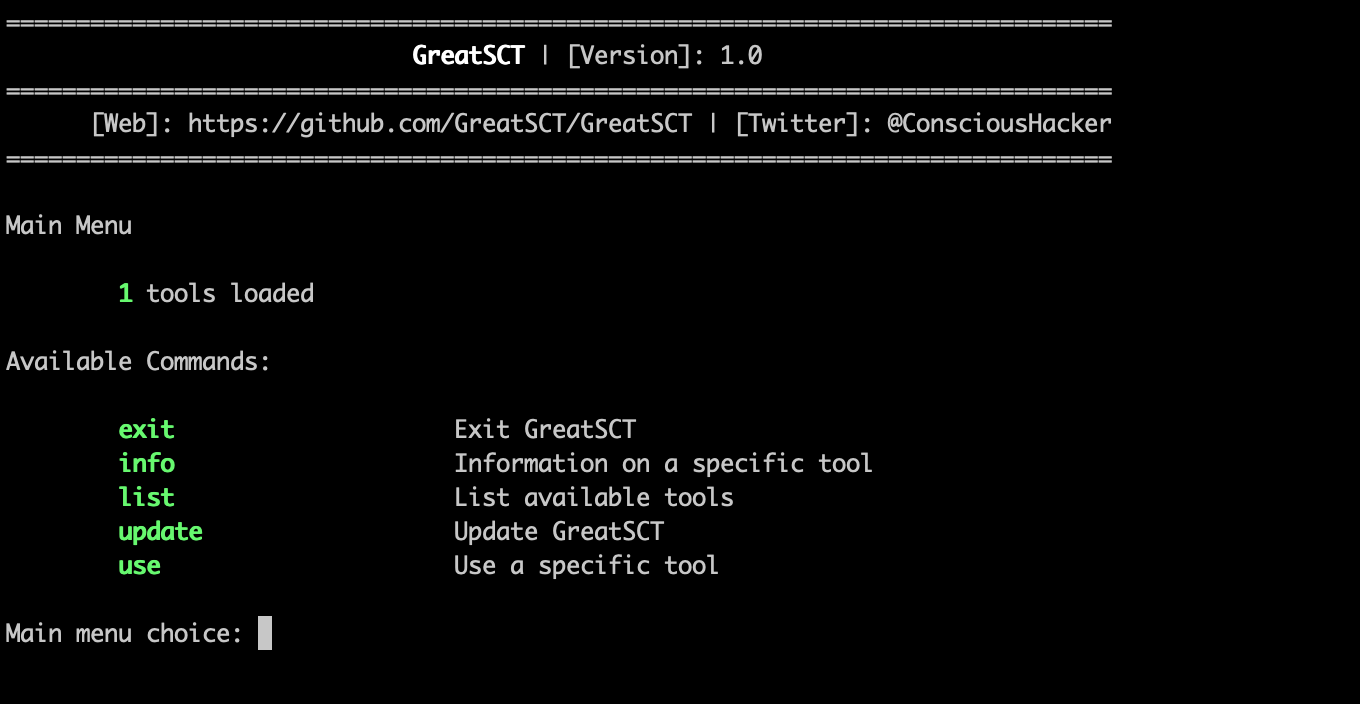 ================================================================================
GreatSCT | [Version]: 1.0
================================================================================
[Web]: https://github.com/GreatSCT/GreatSCT | [Twitter]: @ConsciousHacker
================================================================================
Main Menu
1 tools loaded
Available Commands:
exit Exit GreatSCT
info Information on a specific tool
list List available tools
update Update GreatSCT
use Use a specific tool
Main menu choice: